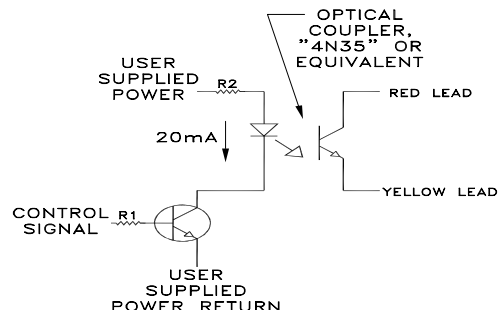 OPTICAL
COUPLER,
"4N35" OR
EQUIVALENT
USER
SUPPLIED
POWER
R2
RED LEAD
20mA
YELLOW LEAD
CONTROL
SIGNAL
R1
USER
SUPPLIED
POWER RETURN